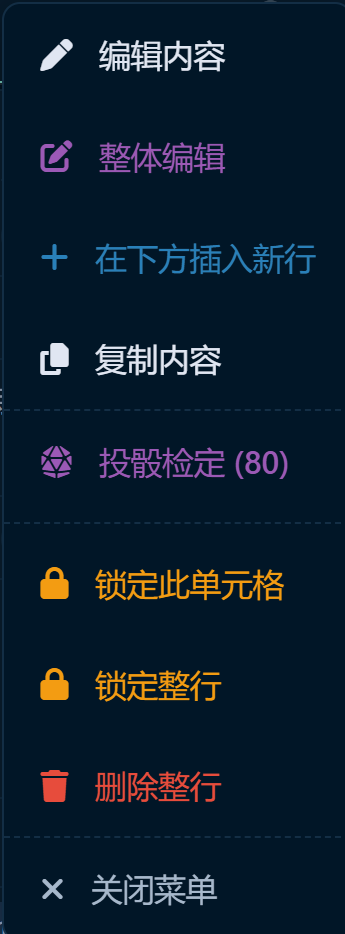 编辑内容
整体编辑
在下方插入新行
复制内容
投骰检定 (80)
锁定此单元格
锁定整行
删除整行
关闭菜单